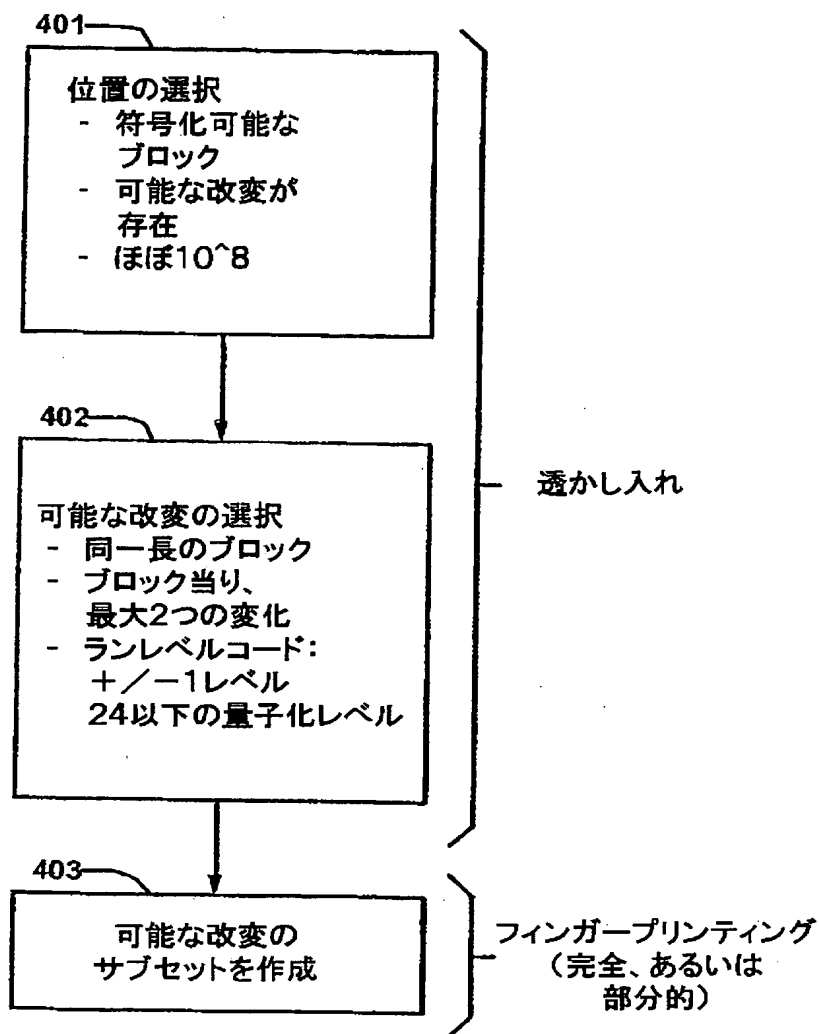 401
位置の選択
- 符号化可能な
ブロック
- 可能な改変が
存在
- ほぼ10^8
402
可能な改変の選択
- 同一長のブロック
- ブロック当り、
最大2つの変化
- ランレベルコード：
＋／－1レベル
24以下の量子化レベル
透かし入れ
403
可能な改変の
サブセットを作成
フィンガープリンティング
（完全、あるいは
部分的）